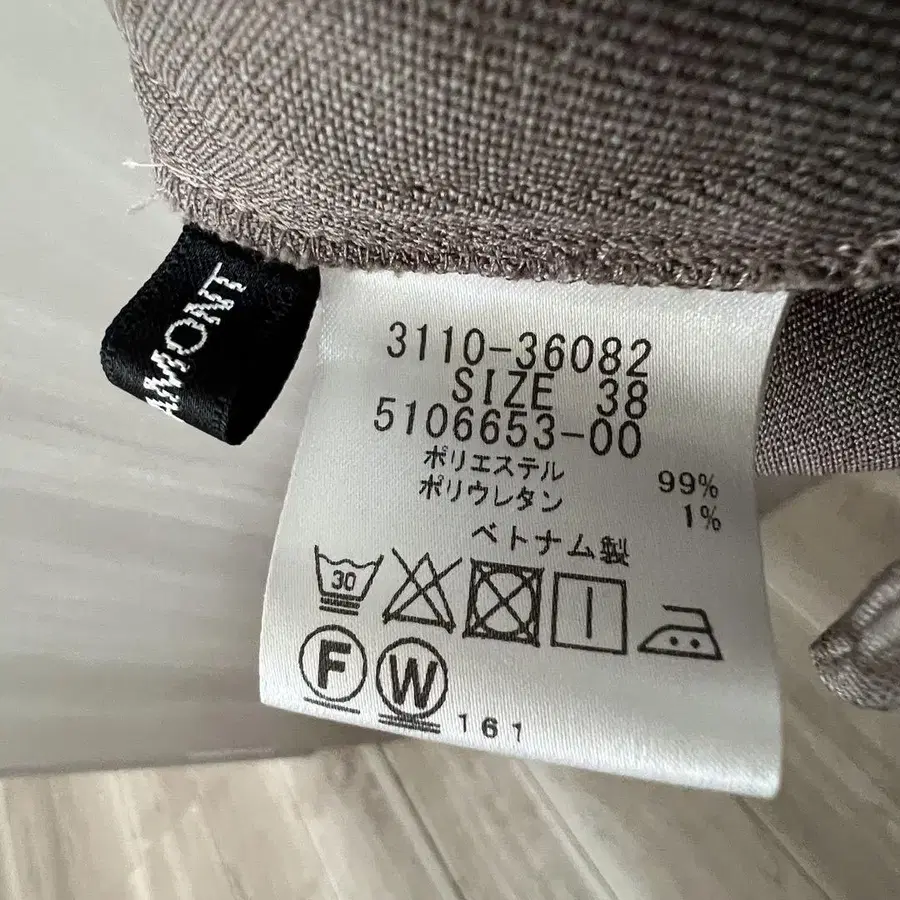 AMONT
3110-36082
SIZE 38
5106653-00
ポリエステル 99%
ポリウレタン 1%
ベトナム製
30
F W 161